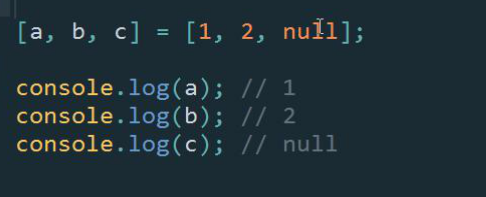 [a, b, c] = [1, 2, null];
console.log(a); // 1
console.log(b); // 2
console.log(c); // null